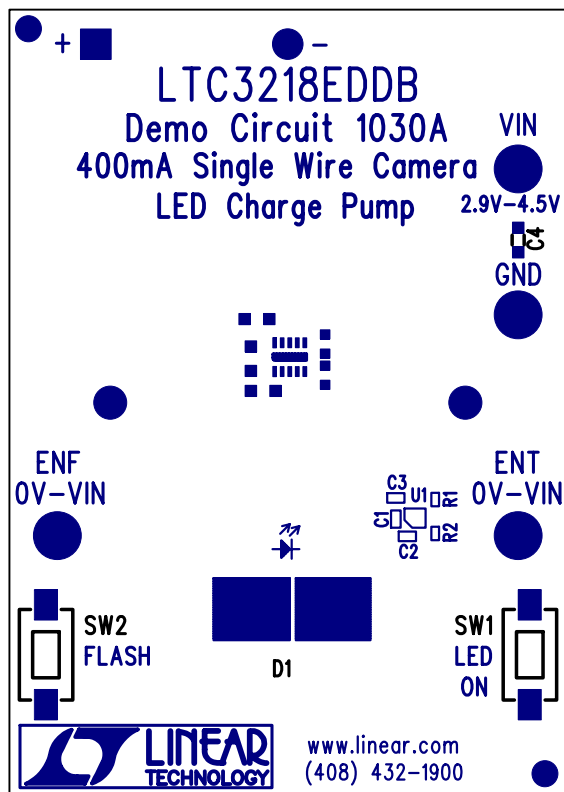 + -
LTC3218EDDB
Demo Circuit 1030A
400mA Single Wire Camera
LED Charge Pump
VIN
2.9V-4.5V
C4
GND
ENF
0V-VIN
ENT
0V-VIN
C3
U1
R1
C1
C2
R2
SW2
FLASH
D1
SW1
LED
ON
LINEAR
TECHNOLOGY
www.linear.com
(408) 432-1900